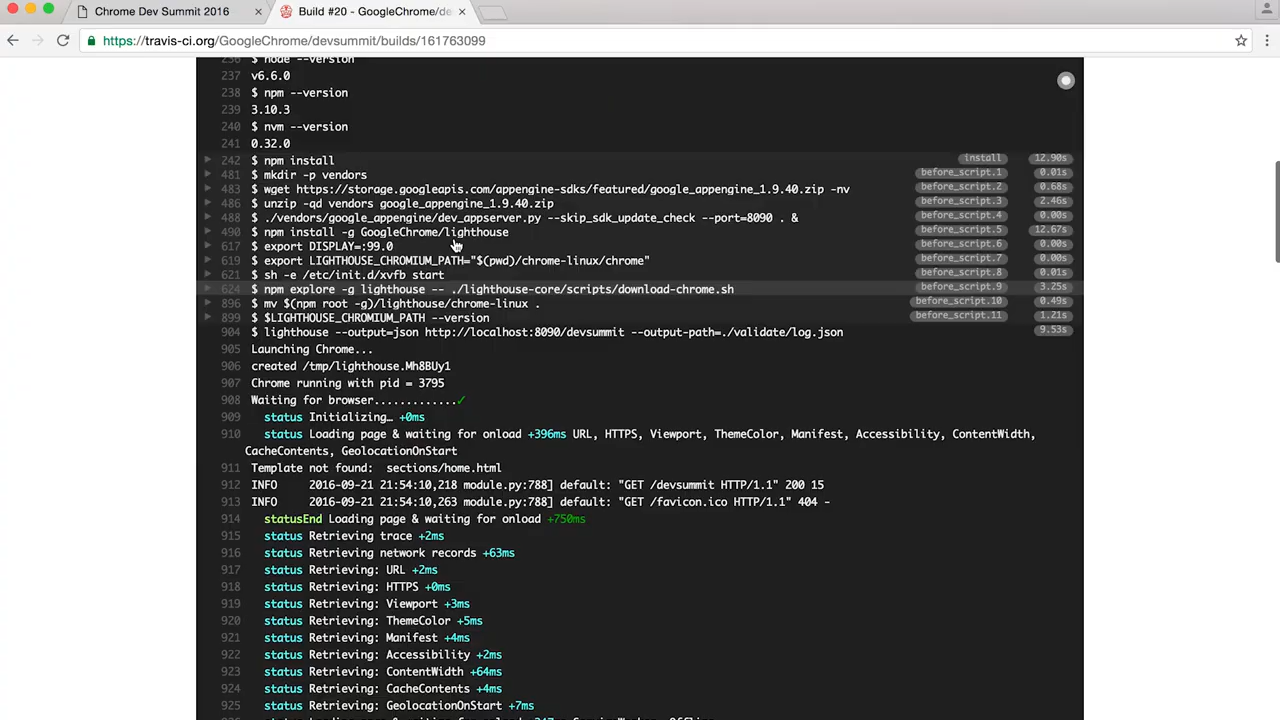 Chrome Dev Summit 2016
Build #20 - GoogleChrome/de
https://travis-ci.org/GoogleChrome/devsummit/builds/161763099
236 $ node --version
237 v6.6.0
238 $ npm --version
239 3.10.3
240 $ nvm --version
241 0.32.0
242 $ npm install install 12.90s
481 $ mkdir -p vendors before_script.1 0.01s
483 $ wget https://storage.googleapis.com/appengine-sdks/featured/google_appengine_1.9.40.zip -nv before_script.2 0.68s
486 $ unzip -qd vendors google_appengine_1.9.40.zip before_script.3 2.46s
488 $ ./vendors/google_appengine/dev_appserver.py --skip_sdk_update_check --port=8090 . & before_script.4 0.00s
490 $ npm install -g GoogleChrome/lighthouse before_script.5 12.67s
617 $ export DISPLAY=:99.0 before_script.6 0.00s
619 $ export LIGHTHOUSE_CHROMIUM_PATH="$(pwd)/chrome-linux/chrome" before_script.7 0.00s
621 $ sh -e /etc/init.d/xvfb start before_script.8 0.01s
624 $ npm explore -g lighthouse -- ./lighthouse-core/scripts/download-chrome.sh before_script.9 3.25s
896 $ mv $(npm root -g)/lighthouse/chrome-linux . before_script.10 0.49s
899 $ $LIGHTHOUSE_CHROMIUM_PATH --version before_script.11 1.21s
904 $ lighthouse --output=json http://localhost:8090/devsummit --output-path=./validate/log.json 9.53s
905 Launching Chrome...
906 created /tmp/lighthouse.Mh8BUy1
907 Chrome running with pid = 3795
908 Waiting for browser.............✓
909 status Initializing… +0ms
910 status Loading page & waiting for onload +396ms URL, HTTPS, Viewport, ThemeColor, Manifest, Accessibility, ContentWidth,
CacheContents, GeolocationOnStart
911 Template not found: sections/home.html
912 INFO 2016-09-21 21:54:10,218 module.py:788] default: "GET /devsummit HTTP/1.1" 200 15
913 INFO 2016-09-21 21:54:10,263 module.py:788] default: "GET /favicon.ico HTTP/1.1" 404 -
914 statusEnd Loading page & waiting for onload +750ms
915 status Retrieving trace +2ms
916 status Retrieving network records +63ms
917 status Retrieving: URL +2ms
918 status Retrieving: HTTPS +0ms
919 status Retrieving: Viewport +3ms
920 status Retrieving: ThemeColor +5ms
921 status Retrieving: Manifest +4ms
922 status Retrieving: Accessibility +2ms
923 status Retrieving: ContentWidth +64ms
924 status Retrieving: CacheContents +4ms
925 status Retrieving: GeolocationOnStart +7ms